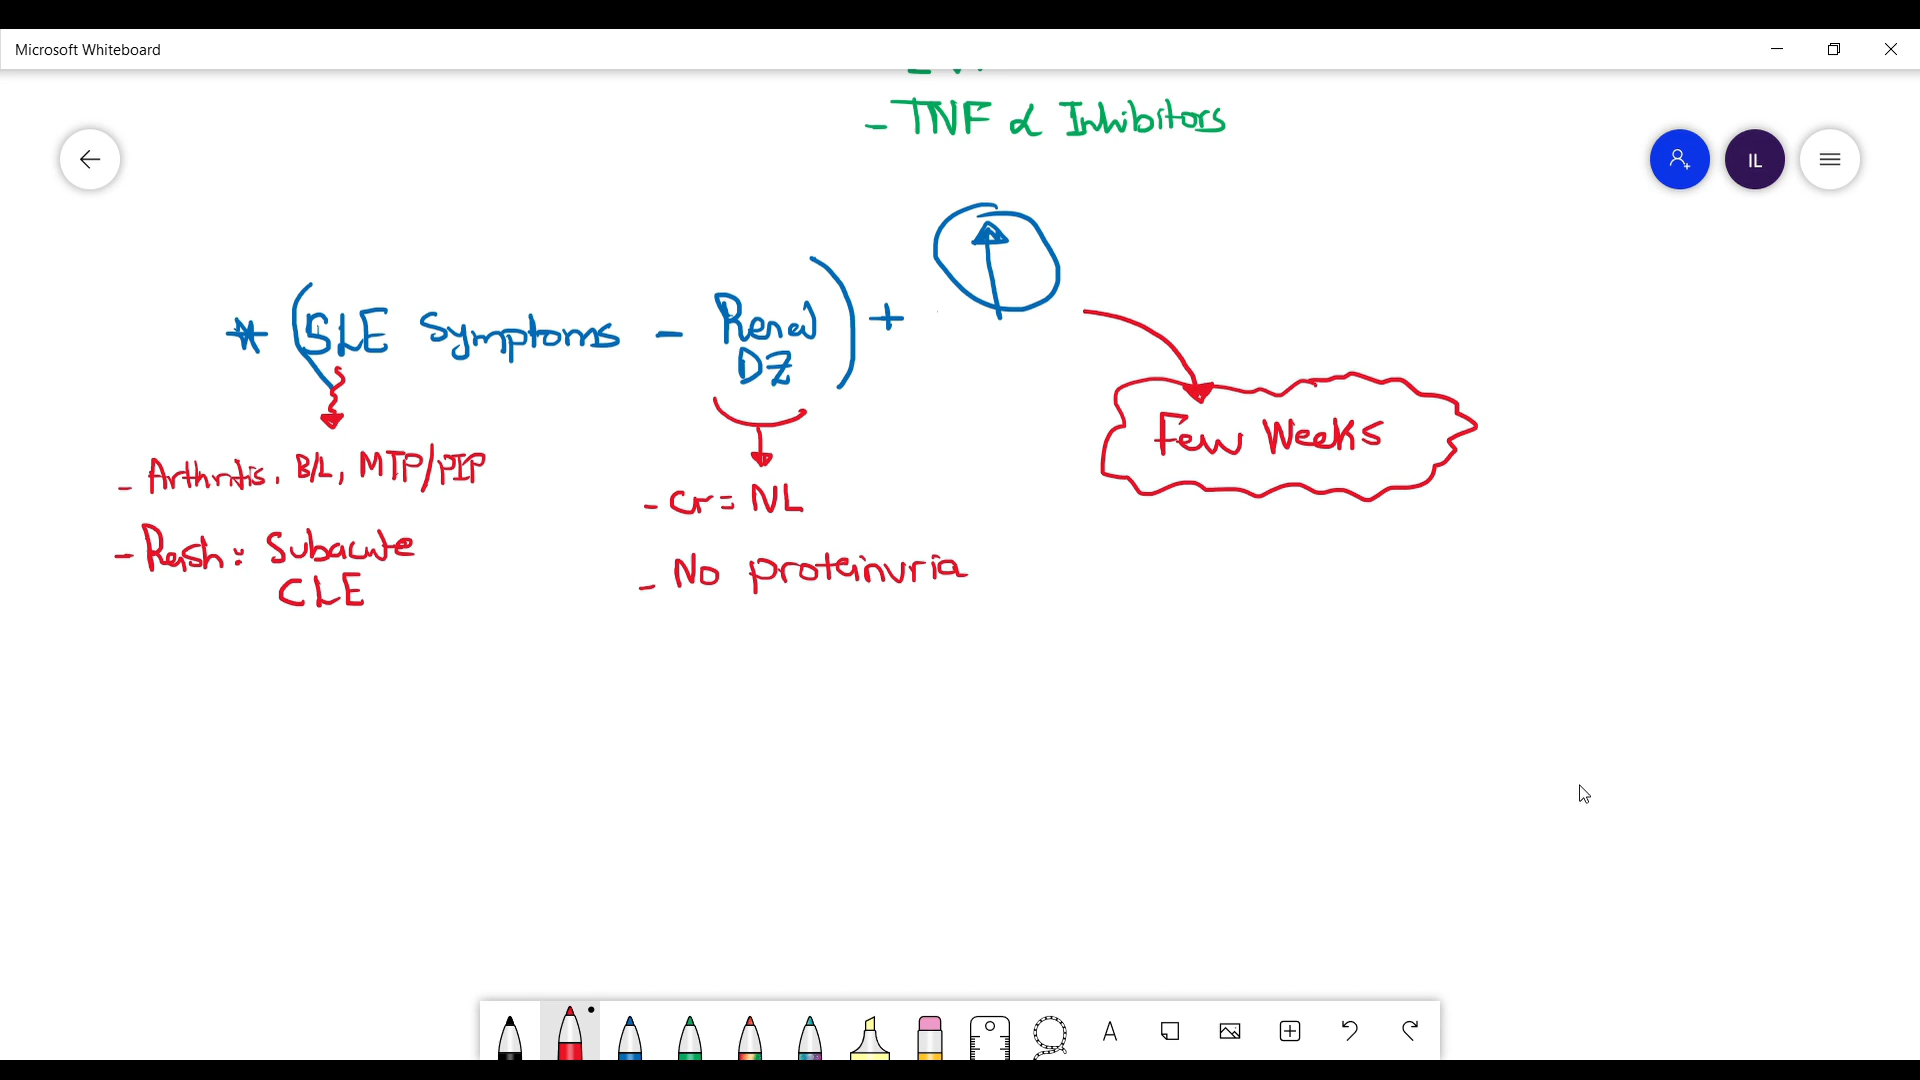 Microsoft Whiteboard
- TNF α Inhibitors
IL
* (SLE Symptoms - Renal DZ) +
Few Weeks
- Arthritis, B/L, MTP/PIP
- Rash: Subacute
CLE
- Cr = NL
- No proteinuria
A